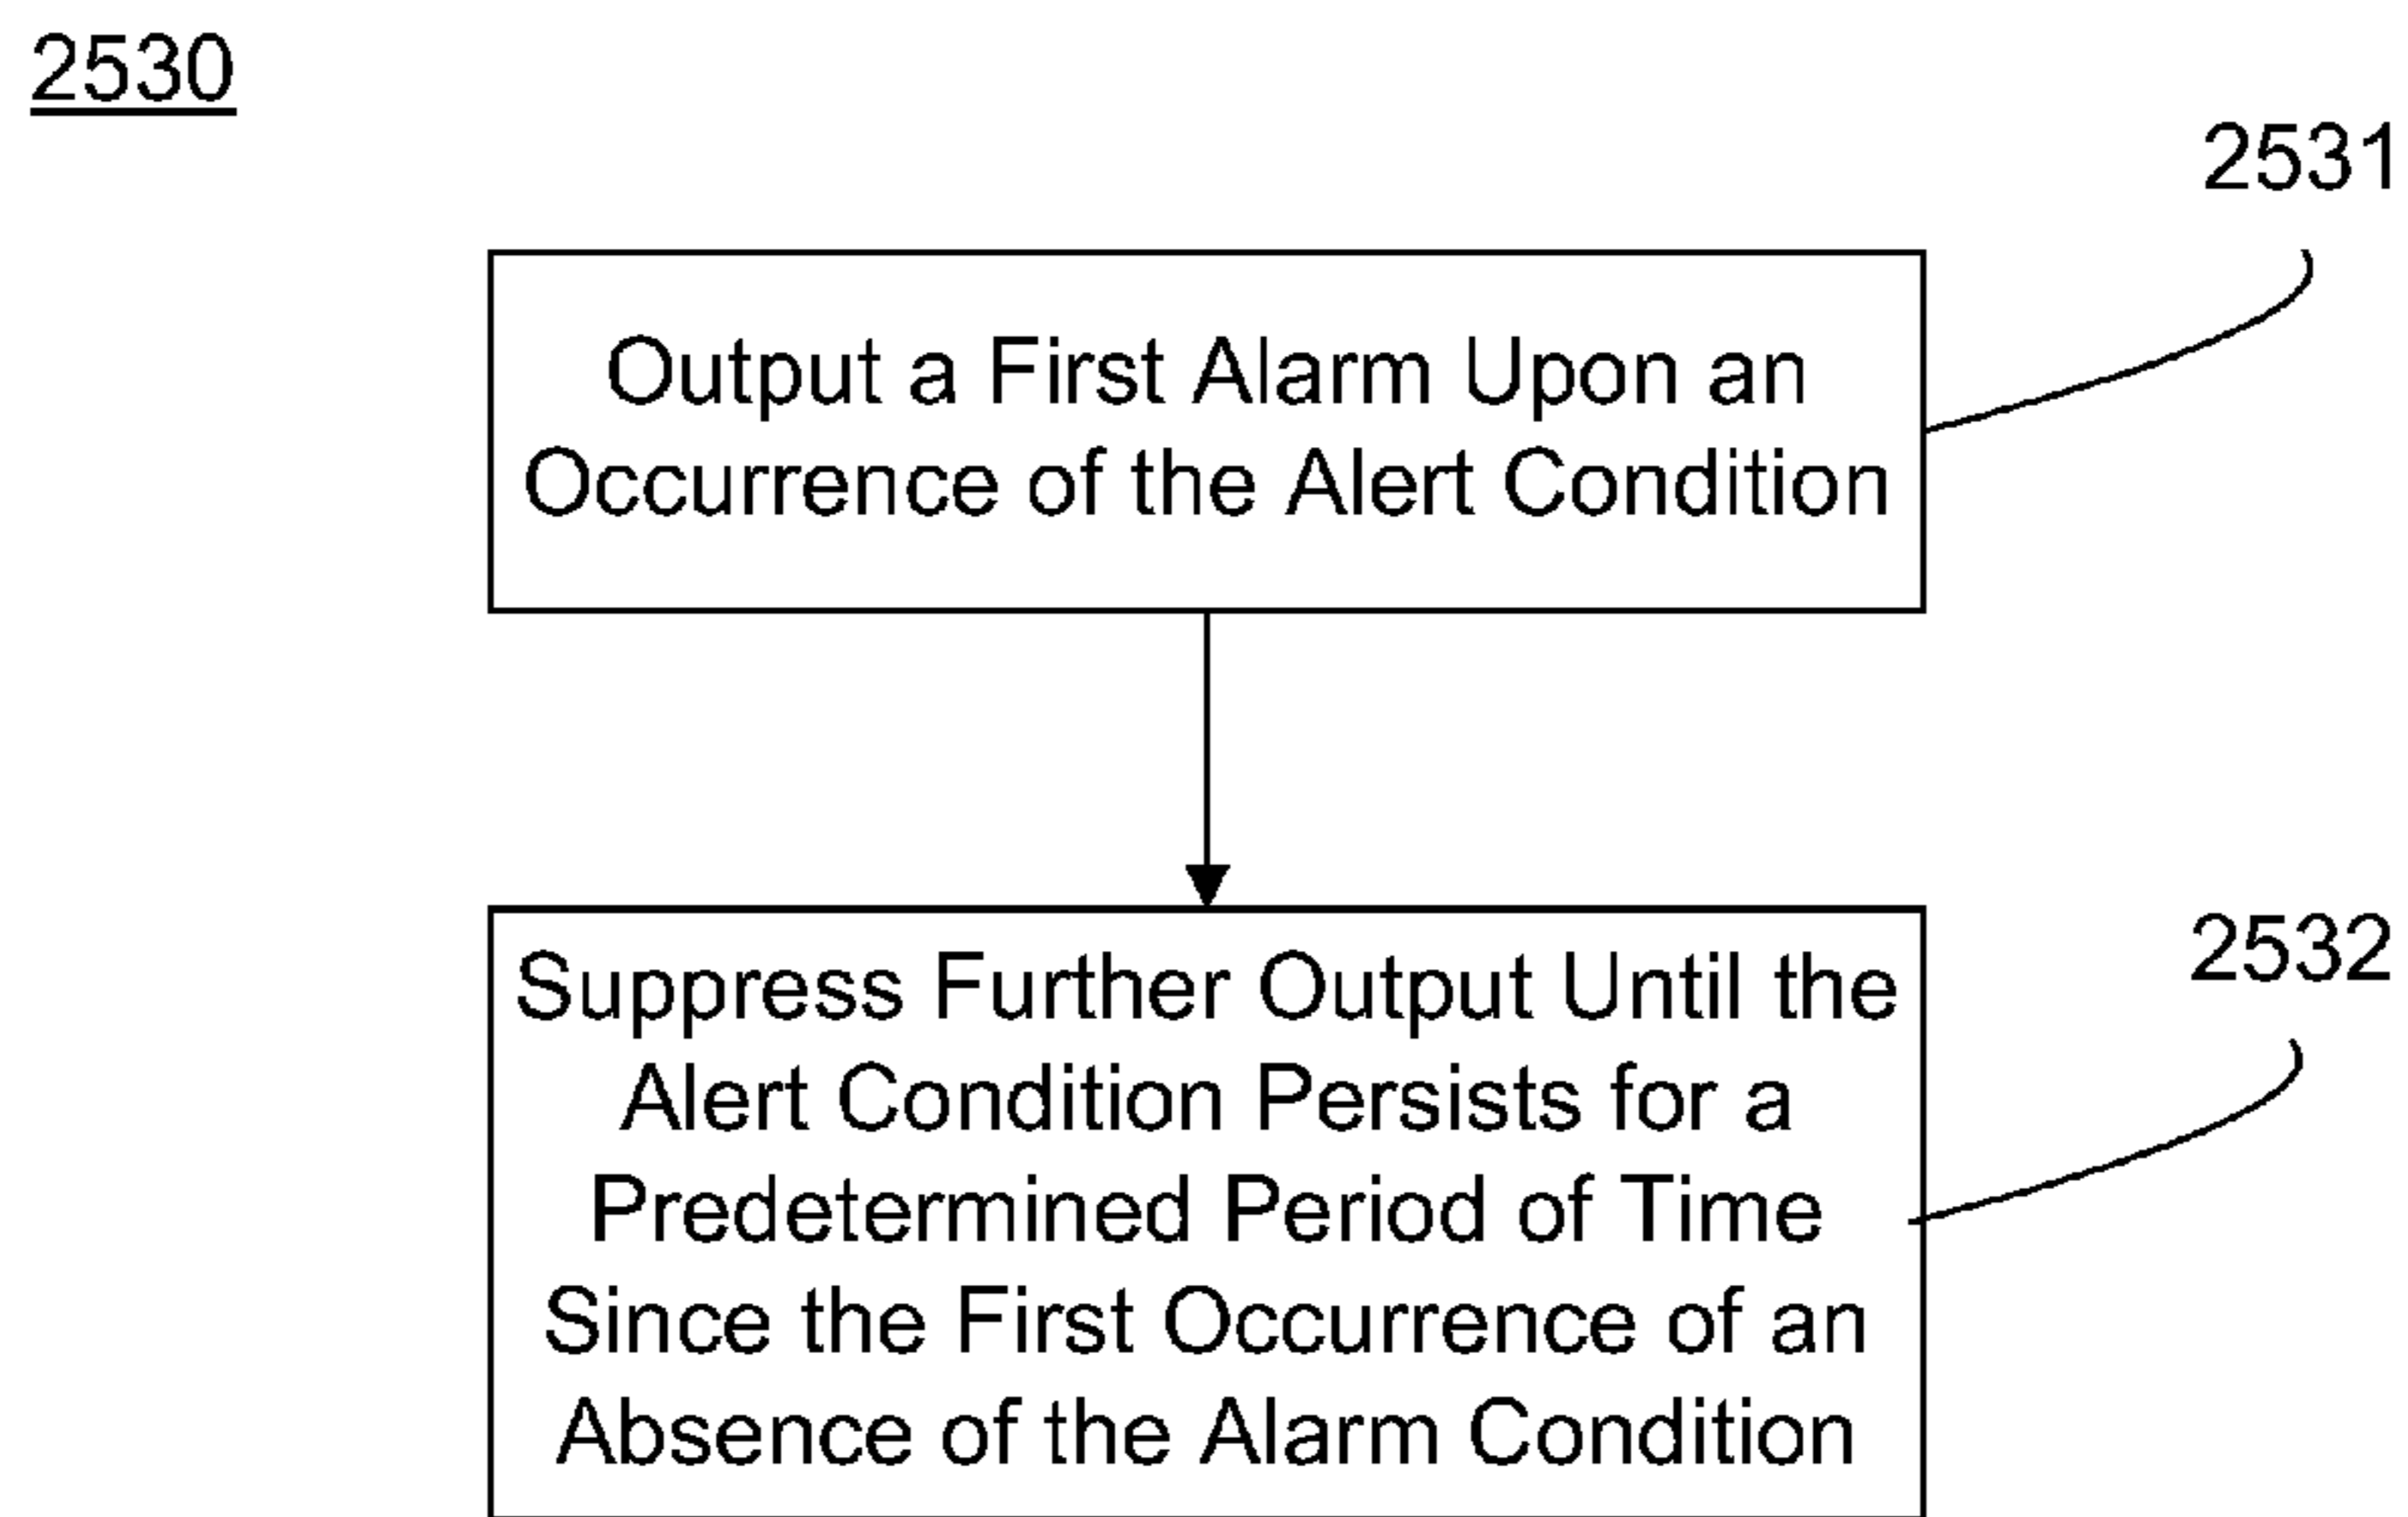 2530
2531
Output a First Alarm Upon an
Occurrence of the Alert Condition
2532
Suppress Further Output Until the
Alert Condition Persists for a
Predetermined Period of Time
Since the First Occurrence of an
Absence of the Alarm Condition